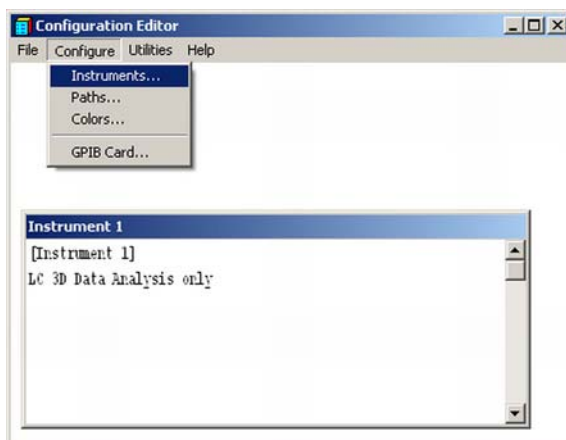 Configuration Editor
File Configure Utilities Help
Instruments...
Paths...
Colors...
GPIB Card...
Instrument 1
[Instrument 1]
LC 3D Data Analysis only